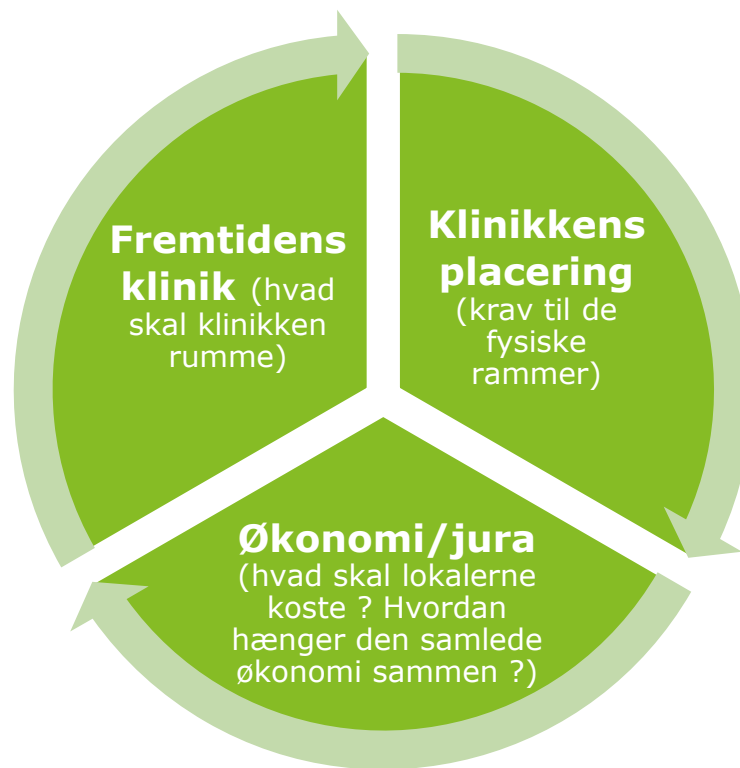 Fremtidens
klinik (hvad
skal klinikken
rumme)
Klinikkens
placering
(krav til de
fysiske
rammer)
Økonomi/jura
(hvad skal lokalerne
koste ? Hvordan
hænger den samlede
økonomi sammen ?)